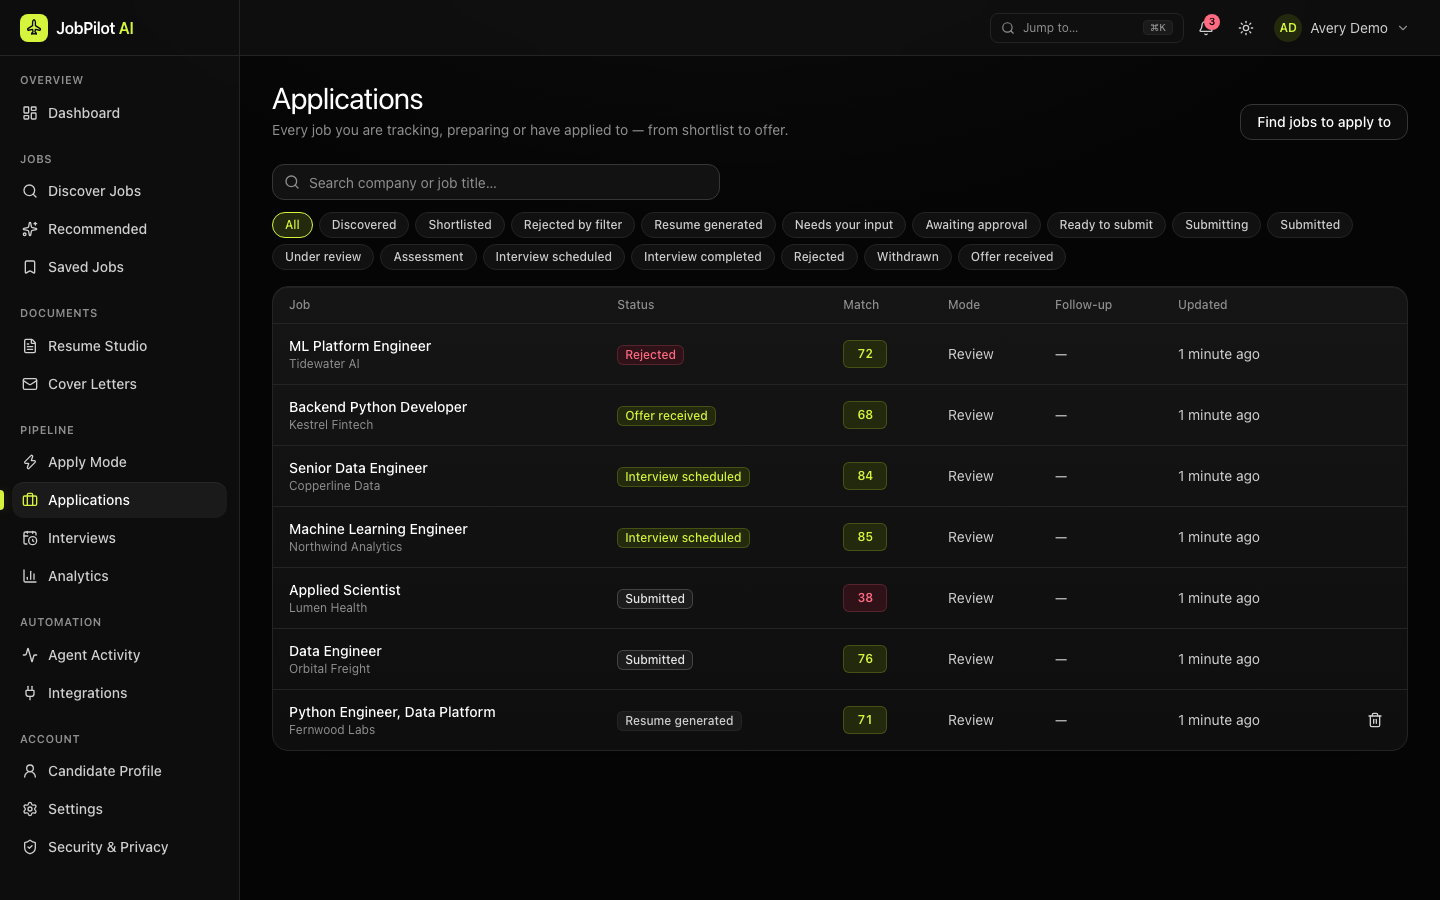 JobPilot AI
Jump to...
⌘K
3
AD
Avery Demo
OVERVIEW
Dashboard
JOBS
Discover Jobs
Recommended
Saved Jobs
DOCUMENTS
Resume Studio
Cover Letters
PIPELINE
Apply Mode
Applications
Interviews
Analytics
AUTOMATION
Agent Activity
Integrations
ACCOUNT
Candidate Profile
Settings
Security & Privacy
Applications
Every job you are tracking, preparing or have applied to — from shortlist to offer.
Find jobs to apply to
Search company or job title...
All Discovered Shortlisted Rejected by filter Resume generated Needs your input Awaiting approval Ready to submit Submitting Submitted
Under review Assessment Interview scheduled Interview completed Rejected Withdrawn Offer received
Job Status Match Mode Follow-up Updated
ML Platform Engineer Rejected 72 Review — 1 minute ago
Tidewater AI
Backend Python Developer Offer received 68 Review — 1 minute ago
Kestrel Fintech
Senior Data Engineer Interview scheduled 84 Review — 1 minute ago
Copperline Data
Machine Learning Engineer Interview scheduled 85 Review — 1 minute ago
Northwind Analytics
Applied Scientist Submitted 38 Review — 1 minute ago
Lumen Health
Data Engineer Submitted 76 Review — 1 minute ago
Orbital Freight
Python Engineer, Data Platform Resume generated 71 Review — 1 minute ago
Fernwood Labs